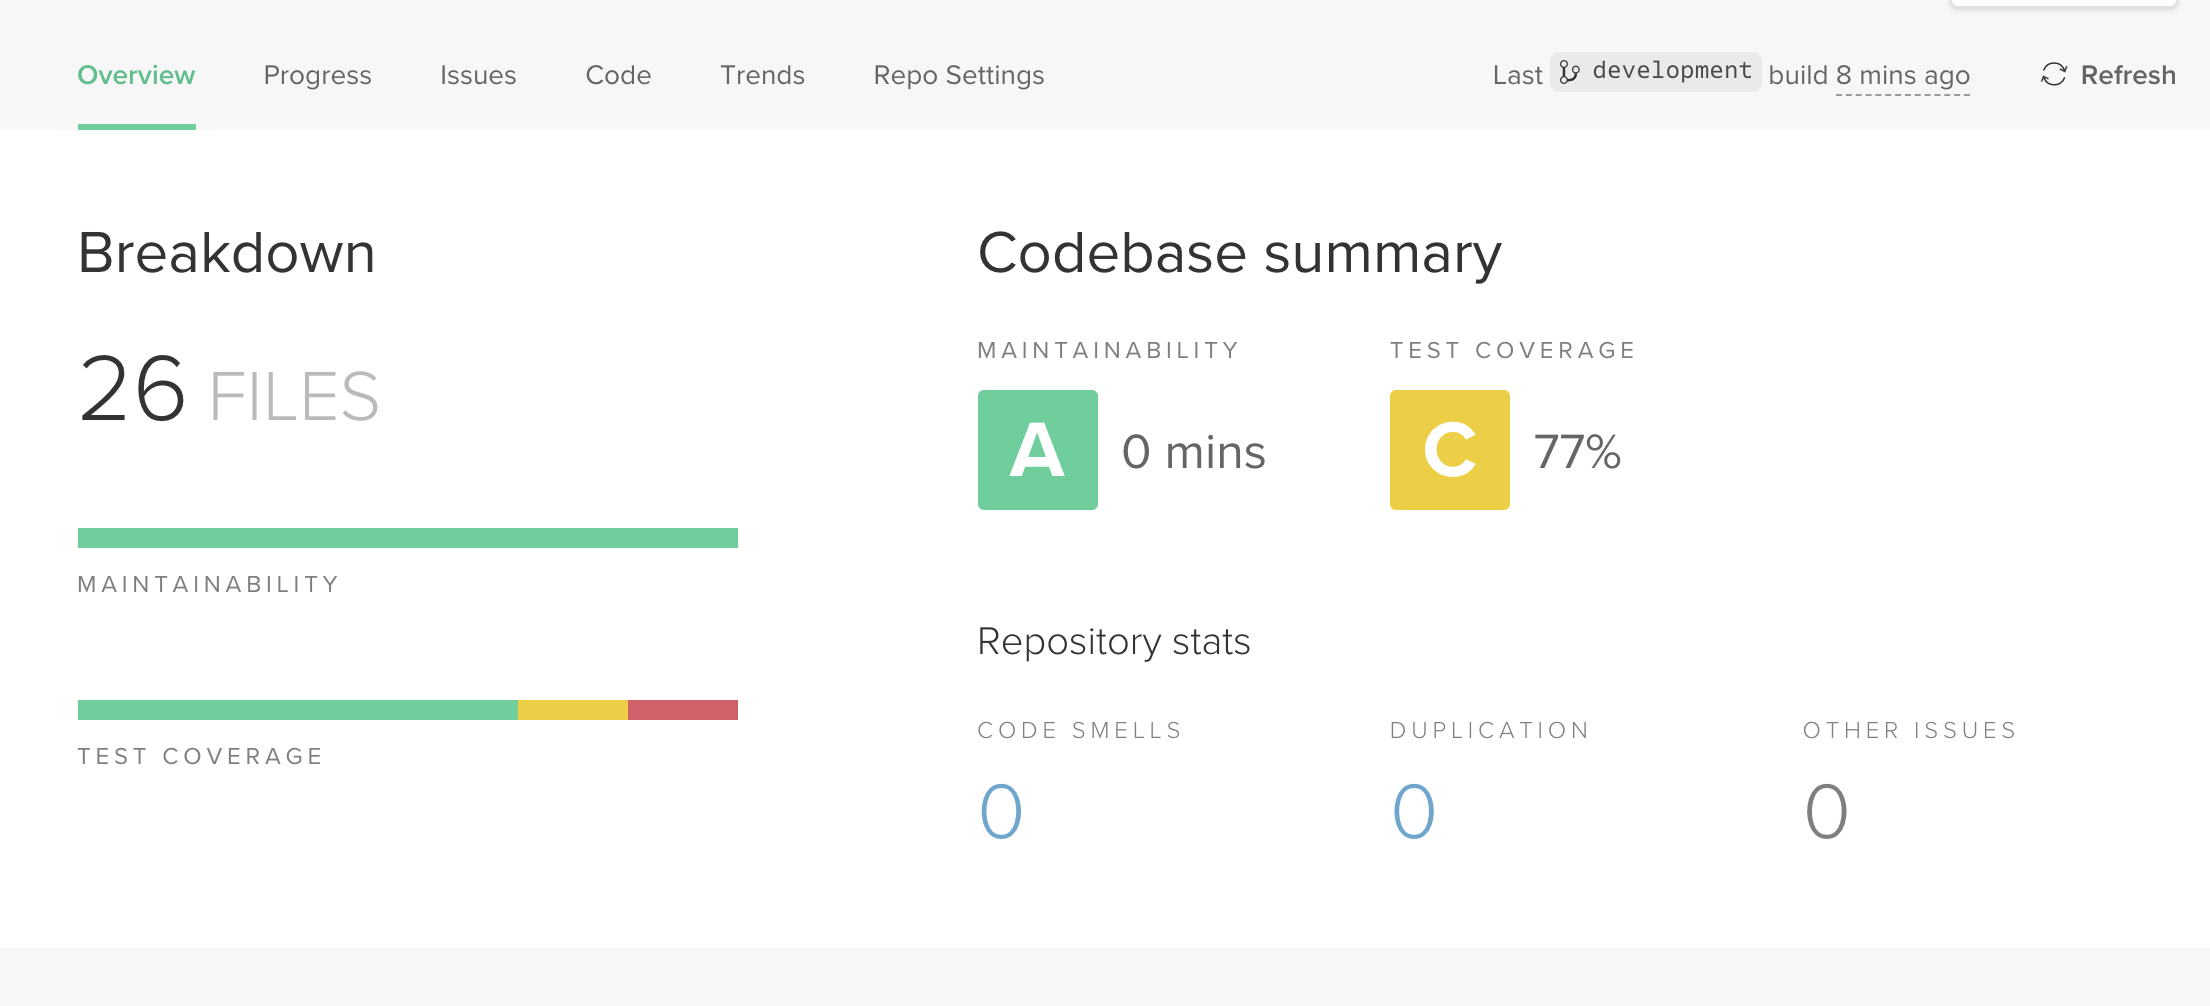 Overview Progress Issues Code Trends Repo Settings Last development build 8 mins ago Refresh
Breakdown
26 FILES
MAINTAINABILITY
TEST COVERAGE
Codebase summary
MAINTAINABILITY TEST COVERAGE
A 0 mins C 77%
Repository stats
CODE SMELLS DUPLICATION OTHER ISSUES
0 0 0